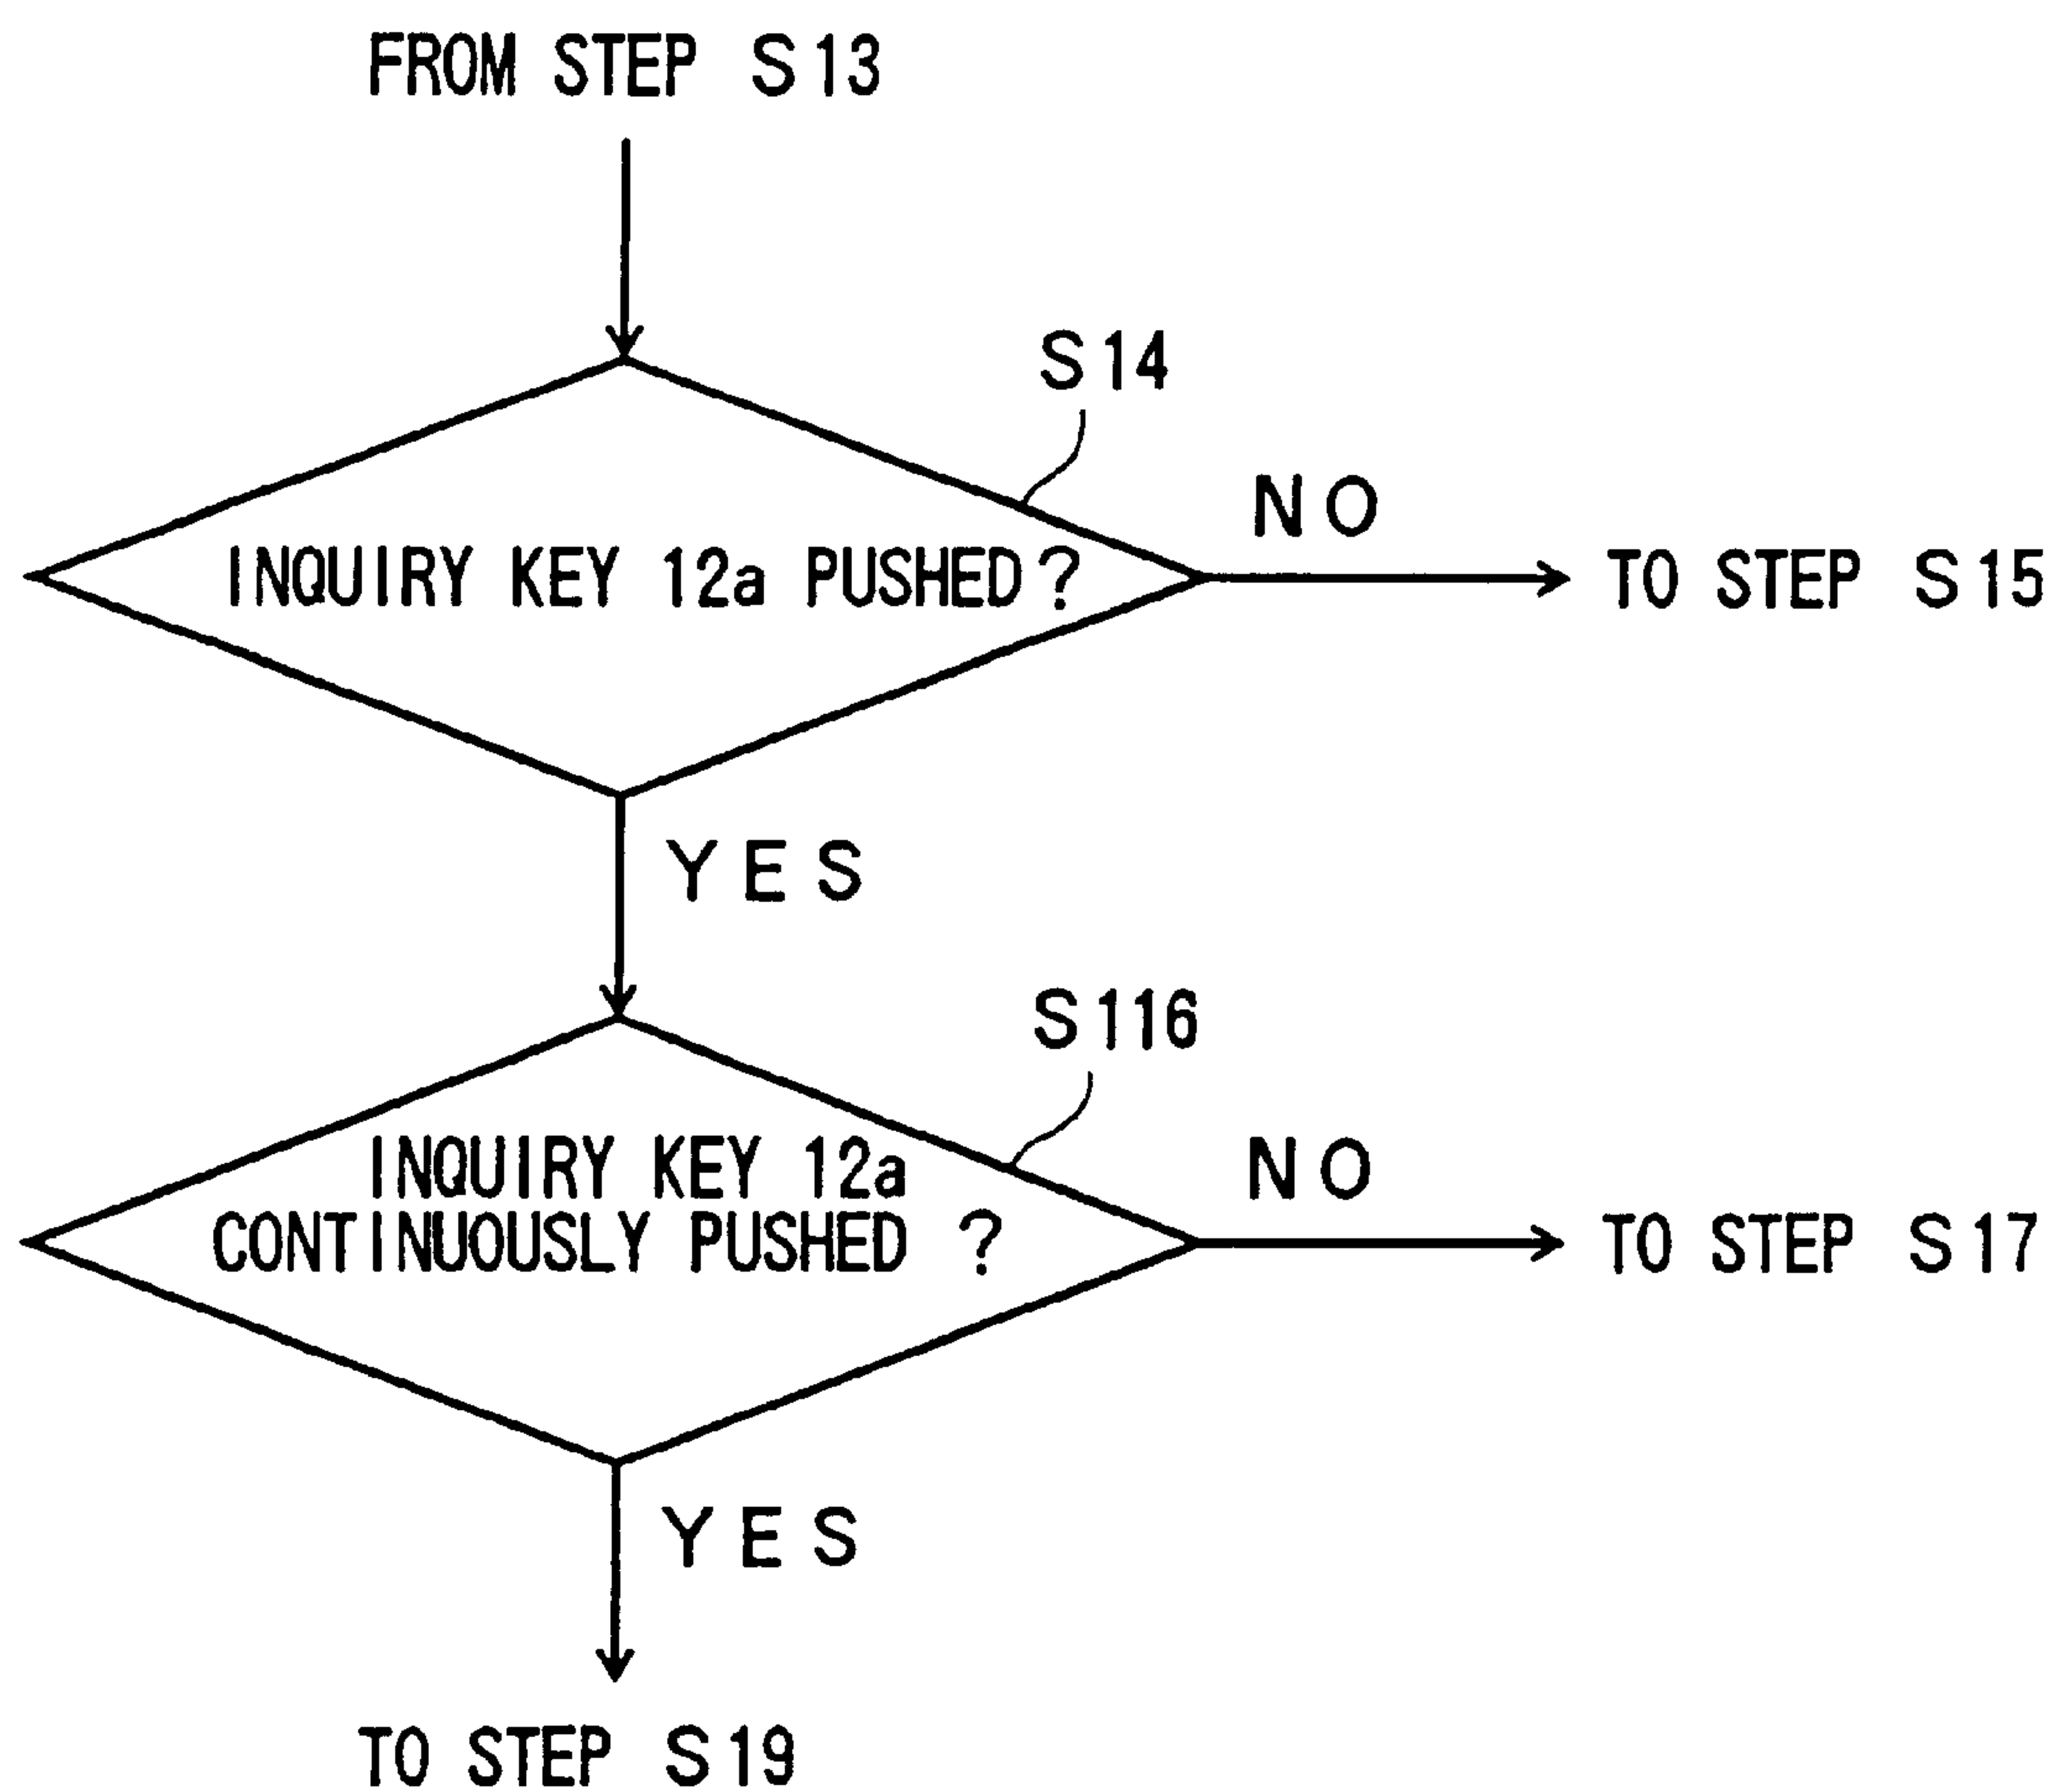 FROM STEP S13
S14
NO
INQUIRY KEY 12a PUSHED?
TO STEP S15
YES
S116
NO
INQUIRY KEY 12a
CONTINUOUSLY PUSHED ?
TO STEP S17
YES
TO STEP S19